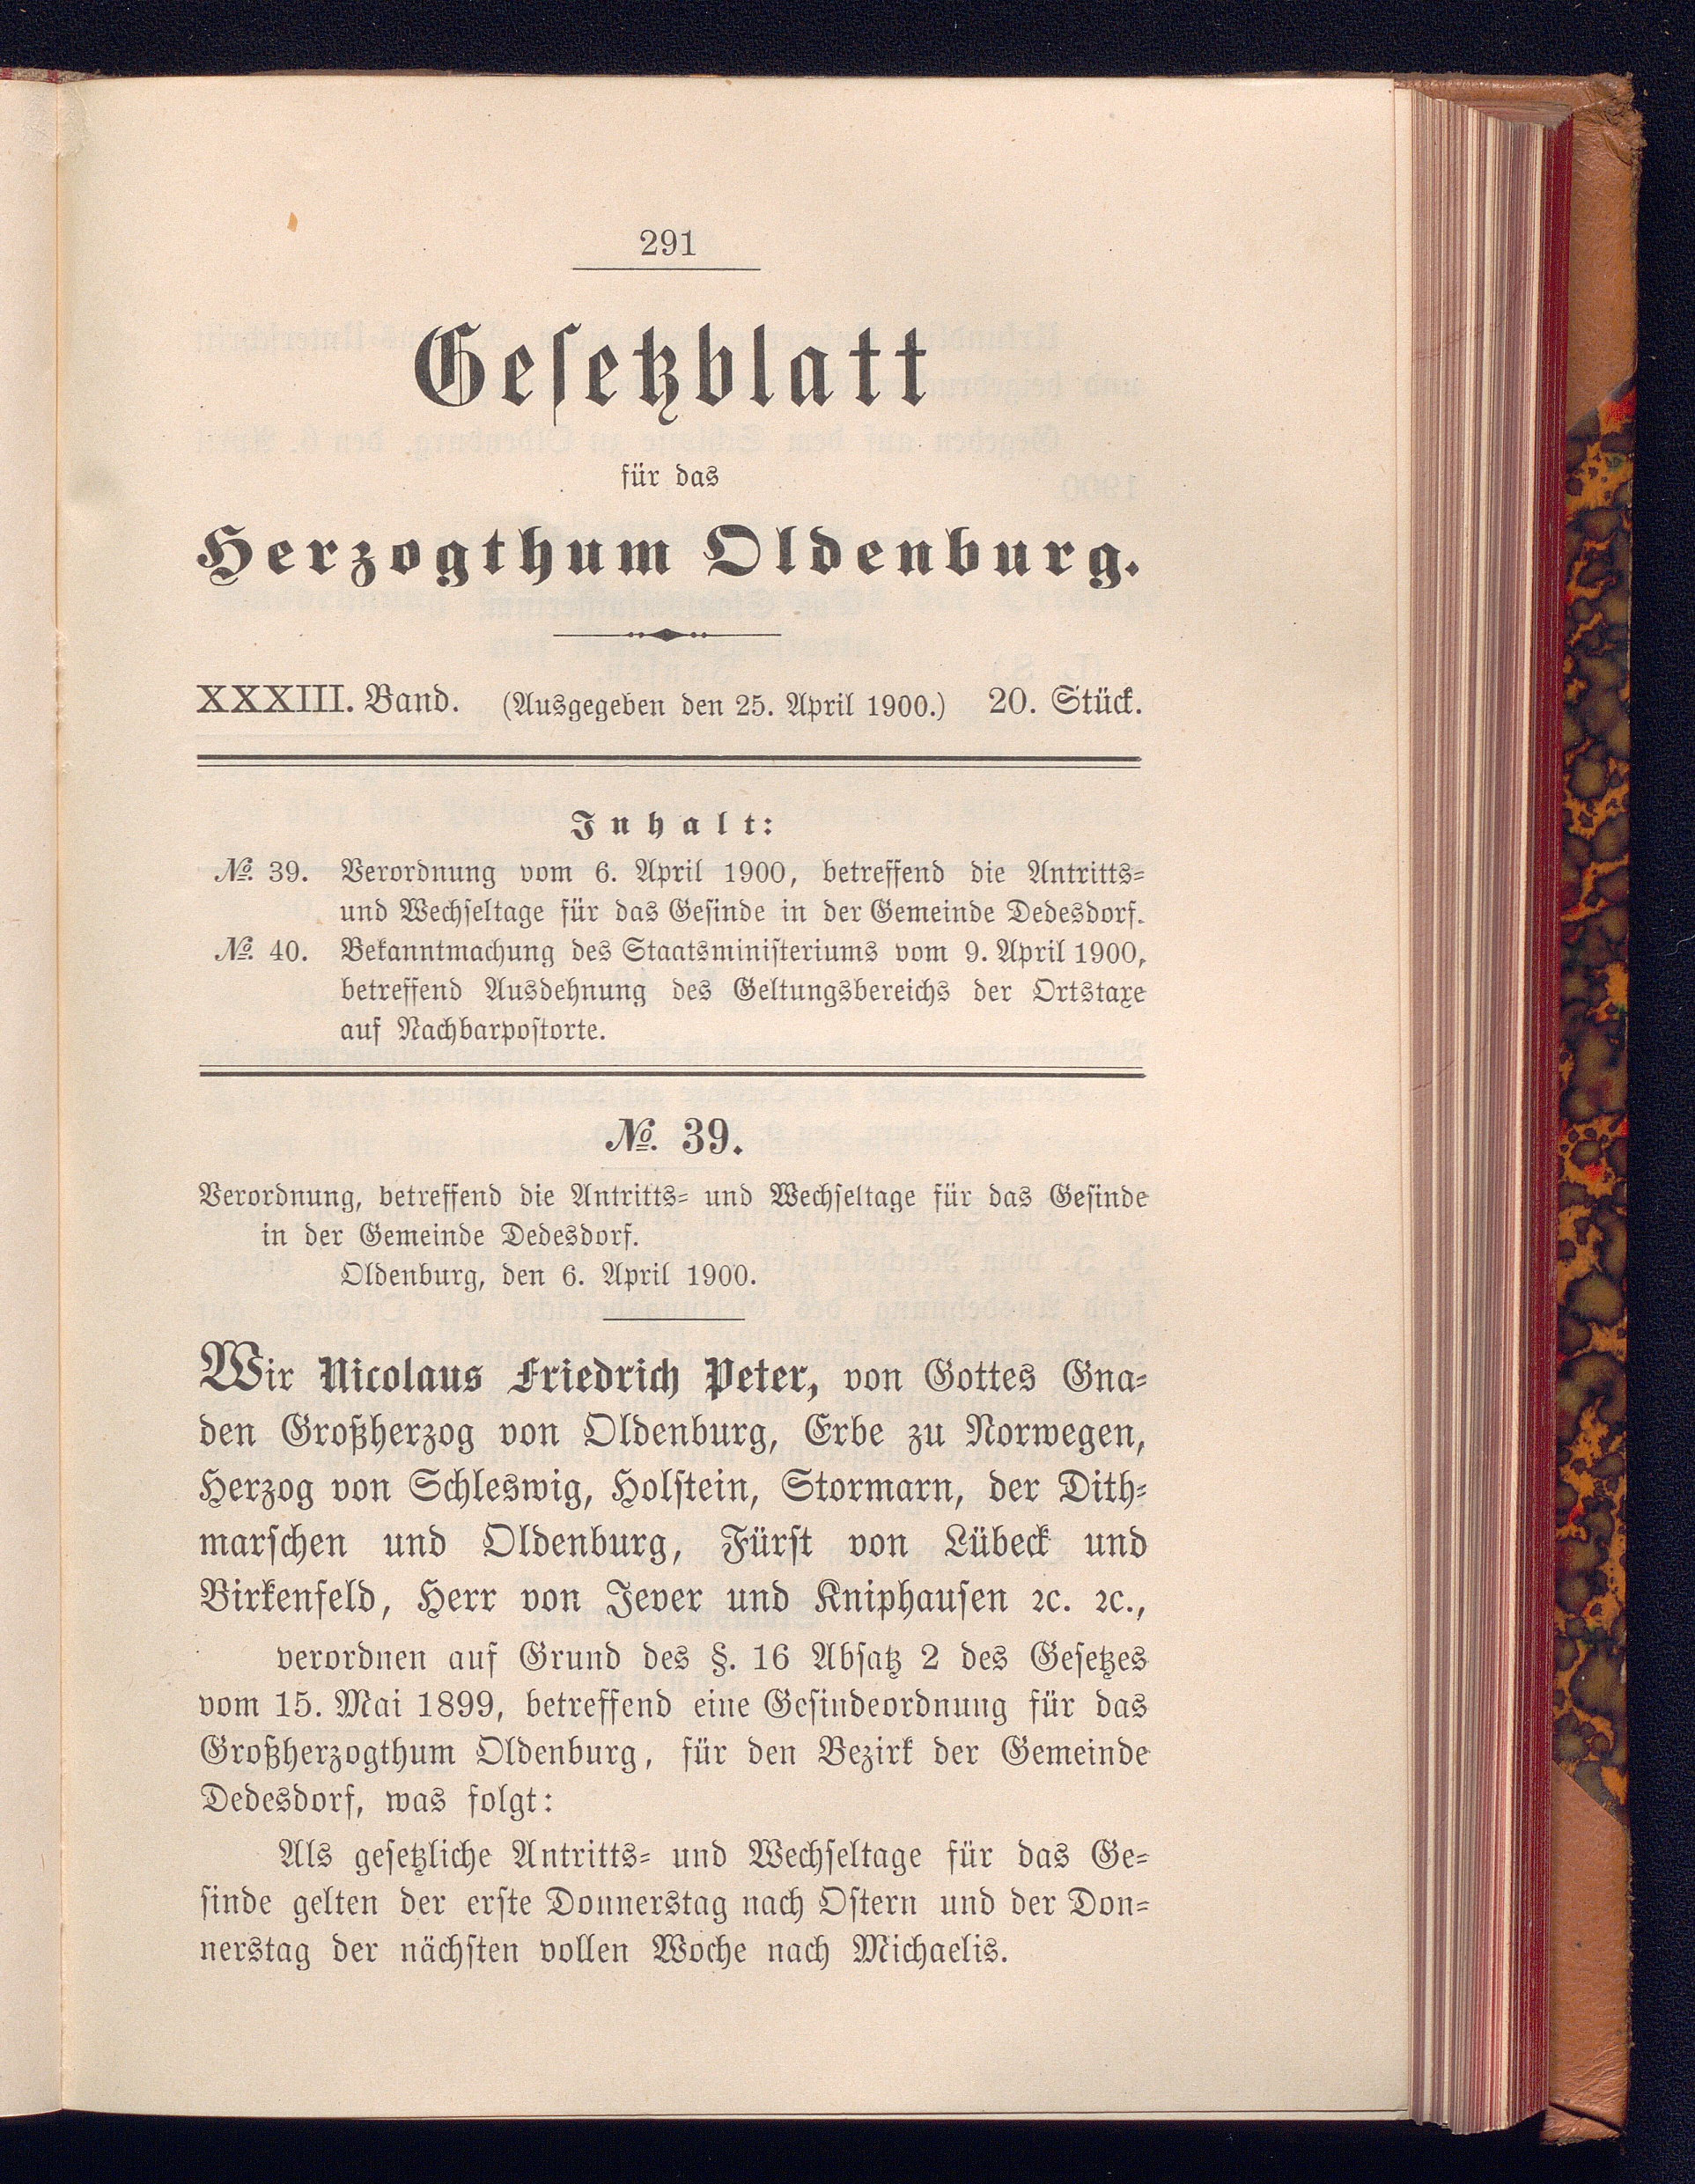 291
Gesetzblatt
für das
Herzogthum Oldenburg.
XXXIII. Band. (Ausgegeben den 25. April 1900.) 20. Stück.
Inhalt:
№. 39. Verordnung vom 6. April 1900, betreffend die Antritts-
und Wechseltage für das Gesinde in der Gemeinde Dedesdorf.
№. 40. Bekanntmachung des Staatsministeriums vom 9. April 1900,
betreffend Ausdehnung des Geltungsbereichs der Ortstaxe
auf Nachbarpostorte.
№. 39.
Verordnung, betreffend die Antritts- und Wechseltage für das Gesinde
in der Gemeinde Dedesdorf.
Oldenburg, den 6. April 1900.
Wir Nicolaus Friedrich Peter, von Gottes Gna-
den Großherzog von Oldenburg, Erbe zu Norwegen,
Herzog von Schleswig, Holstein, Stormarn, der Dith-
marschen und Oldenburg, Fürst von Lübeck und
Birkenfeld, Herr von Jever und Kniphausen ꝛc. ꝛc.,
verordnen auf Grund des §. 16 Absatz 2 des Gesetzes
vom 15. Mai 1899, betreffend eine Gesindeordnung für das
Großherzogthum Oldenburg, für den Bezirk der Gemeinde
Dedesdorf, was folgt:
Als gesetzliche Antritts- und Wechseltage für das Ge-
sinde gelten der erste Donnerstag nach Ostern und der Don-
nerstag der nächsten vollen Woche nach Michaelis.